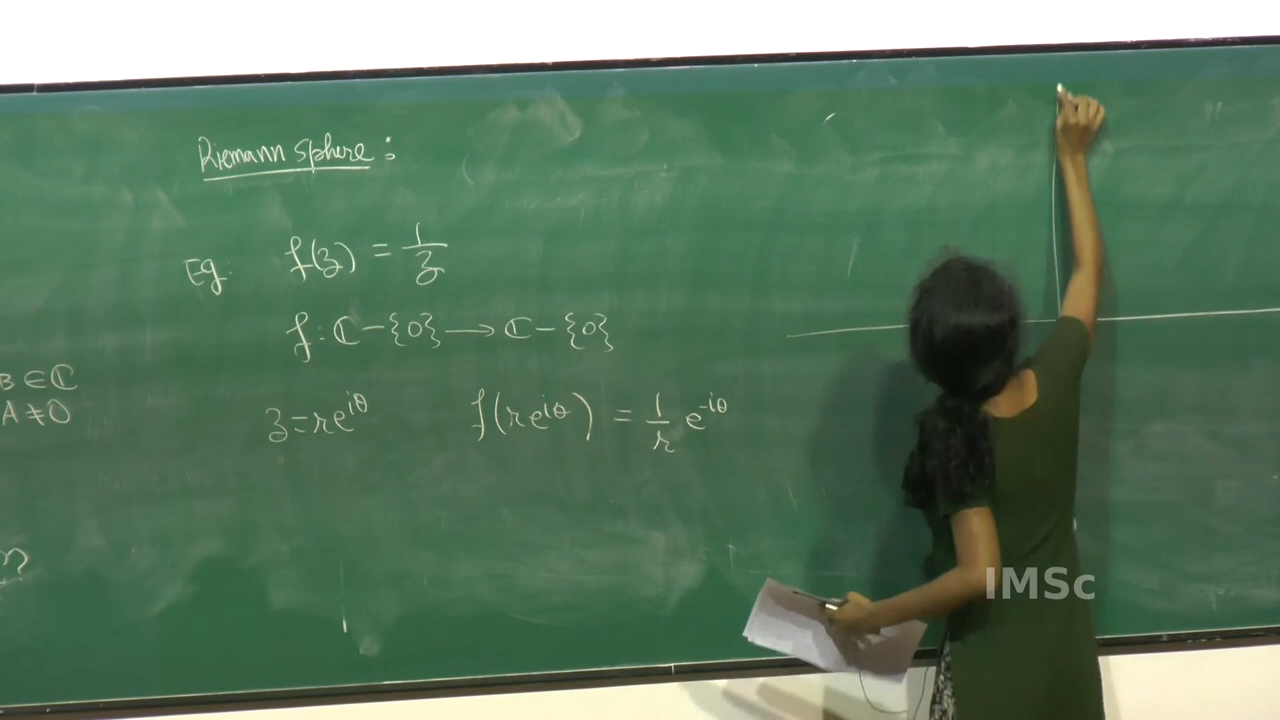 Riemann sphere :
Eg. f(z) = 1/z
f : ℂ - {0} ⟶ ℂ - {0}
B ∈ ℂ
A ≠ 0
z = re^{iθ} f(re^{iθ}) = 1/r e^{-iθ}
IMSc